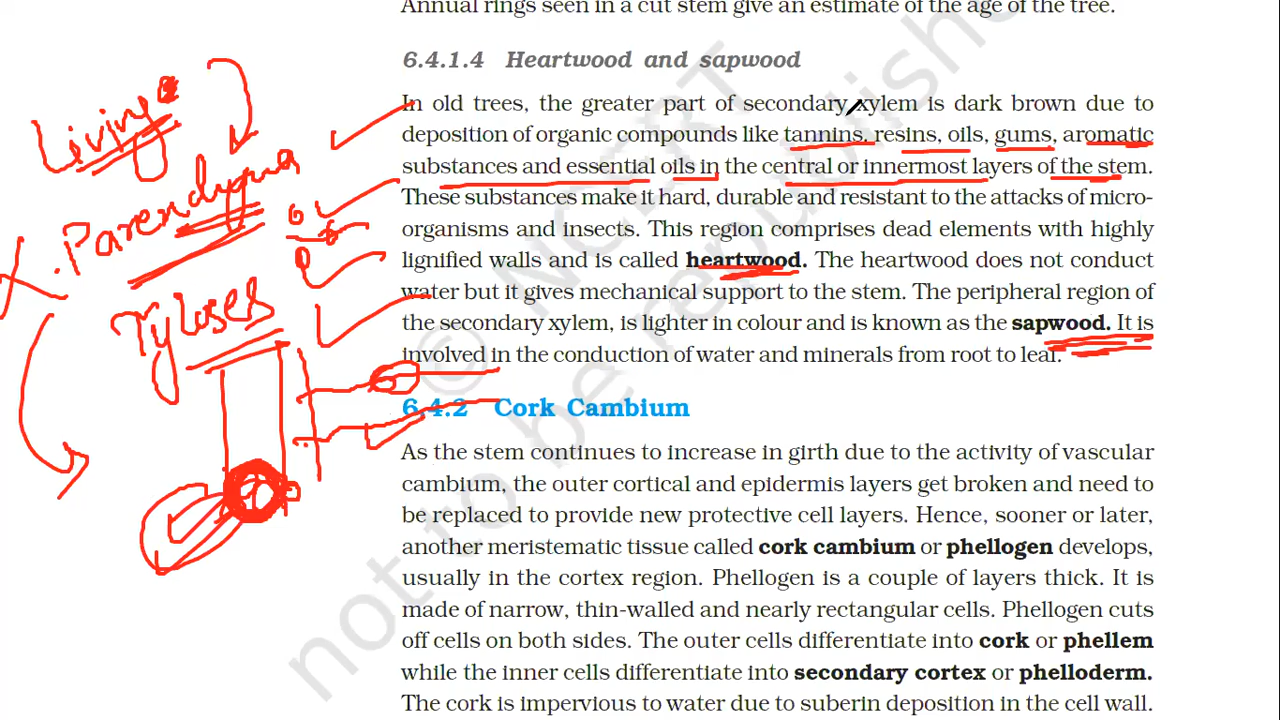 Annual rings seen in a cut stem give an estimate of the age of the tree.
6.4.1.4 Heartwood and sapwood
In old trees, the greater part of secondary xylem is dark brown due to
deposition of organic compounds like tannins, resins, oils, gums, aromatic
substances and essential oils in the central or innermost layers of the stem.
These substances make it hard, durable and resistant to the attacks of micro-
organisms and insects. This region comprises dead elements with highly
lignified walls and is called heartwood. The heartwood does not conduct
water but it gives mechanical support to the stem. The peripheral region of
the secondary xylem, is lighter in colour and is known as the sapwood. It is
involved in the conduction of water and minerals from root to leaf.
6.4.2 Cork Cambium
As the stem continues to increase in girth due to the activity of vascular
cambium, the outer cortical and epidermis layers get broken and need to
be replaced to provide new protective cell layers. Hence, sooner or later,
another meristematic tissue called cork cambium or phellogen develops,
usually in the cortex region. Phellogen is a couple of layers thick. It is
made of narrow, thin-walled and nearly rectangular cells. Phellogen cuts
off cells on both sides. The outer cells differentiate into cork or phellem
while the inner cells differentiate into secondary cortex or phelloderm.
The cork is impervious to water due to suberin deposition in the cell wall.
Living
X. Parenchyma
Tyloses
© NCERT
not to be republished